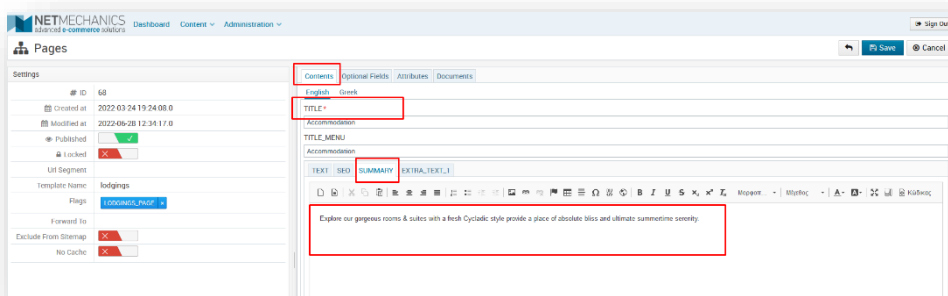 NETMECHANICS
advanced e-commerce solutions
Dashboard Content Administration
Sign Ou
Pages
Save
Cancel
Settings
# ID 68
Created at 2022-03-24 19:24:08.0
Modified at 2022-06-28 12:34:17.0
Published
Locked
Url Segment
Template Name lodgings
Flags LODGINGS_PAGE ×
Forward To
Exclude From Sitemap
No Cache
Contents Optional Fields Attributes Documents
English Greek
TITLE *
Accommodation
TITLE_MENU
Accommodation
TEXT SEO SUMMARY EXTRA_TEXT_1
B I U S Μορφοπ... Μέγεθος Κώδικας
Explore our gorgeous rooms & suites with a fresh Cycladic style provide a place of absolute bliss and ultimate summertime serenity.